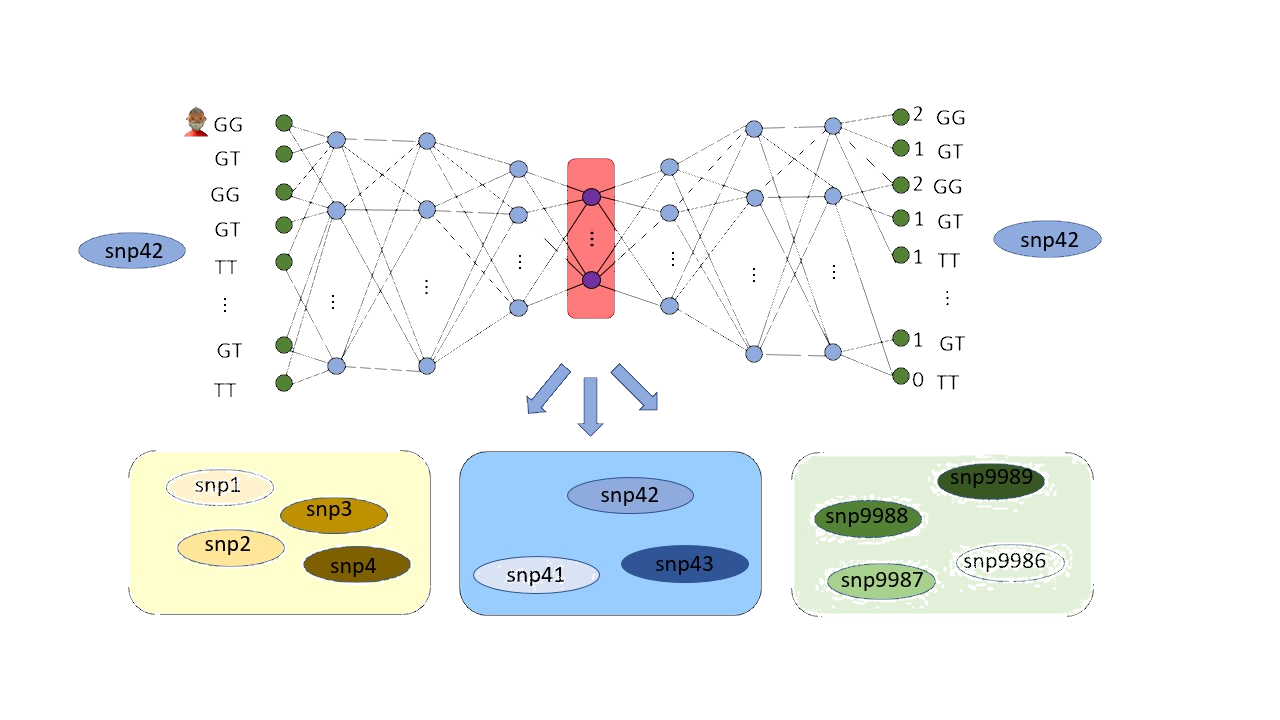 GG
GT
GG
GT
TT
⋮
GT
TT
snp42
2 GG
1 GT
2 GG
1 GT
1 TT
⋮
1 GT
0 TT
snp42
snp1
snp3
snp2
snp4
snp42
snp41
snp43
snp9989
snp9988
snp9986
snp9987